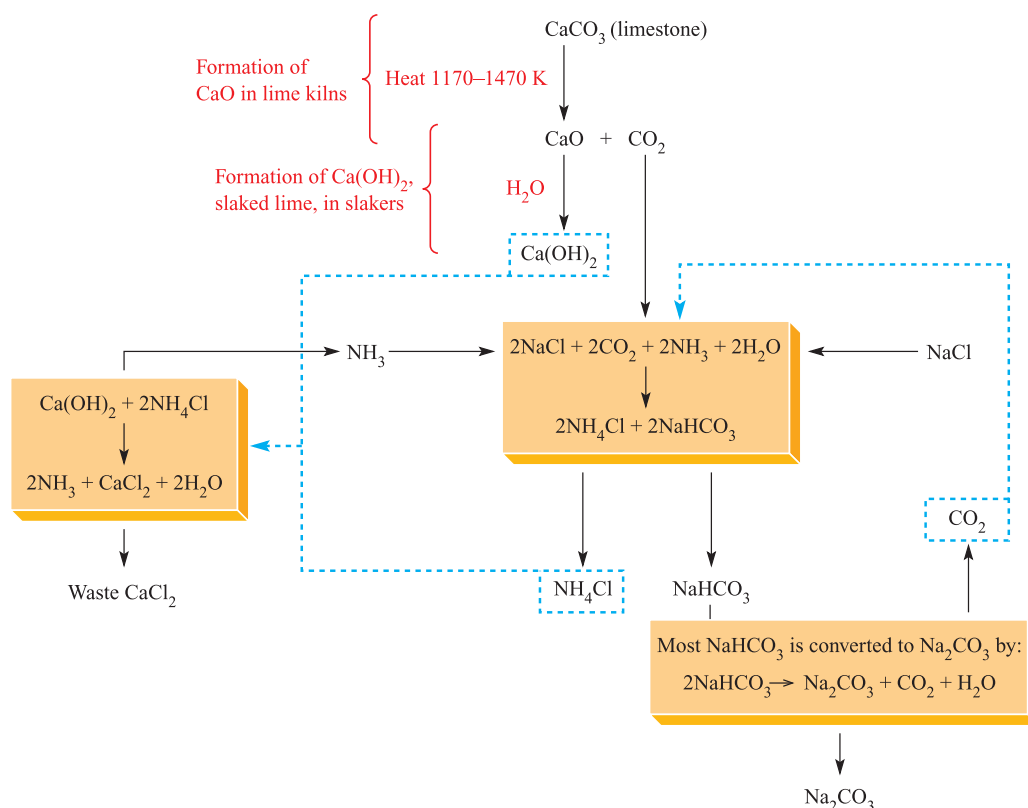 CaCO₃ (limestone)
Formation of
CaO in lime kilns
Heat 1170–1470 K
CaO + CO₂
Formation of Ca(OH)₂,
slaked lime, in slakers
H₂O
Ca(OH)₂
NH₃
2NaCl + 2CO₂ + 2NH₃ + 2H₂O
2NH₄Cl + 2NaHCO₃
NaCl
Ca(OH)₂ + 2NH₄Cl
2NH₃ + CaCl₂ + 2H₂O
CO₂
Waste CaCl₂
NH₄Cl
NaHCO₃
Most NaHCO₃ is converted to Na₂CO₃ by:
2NaHCO₃→ Na₂CO₃ + CO₂ + H₂O
Na₂CO₃